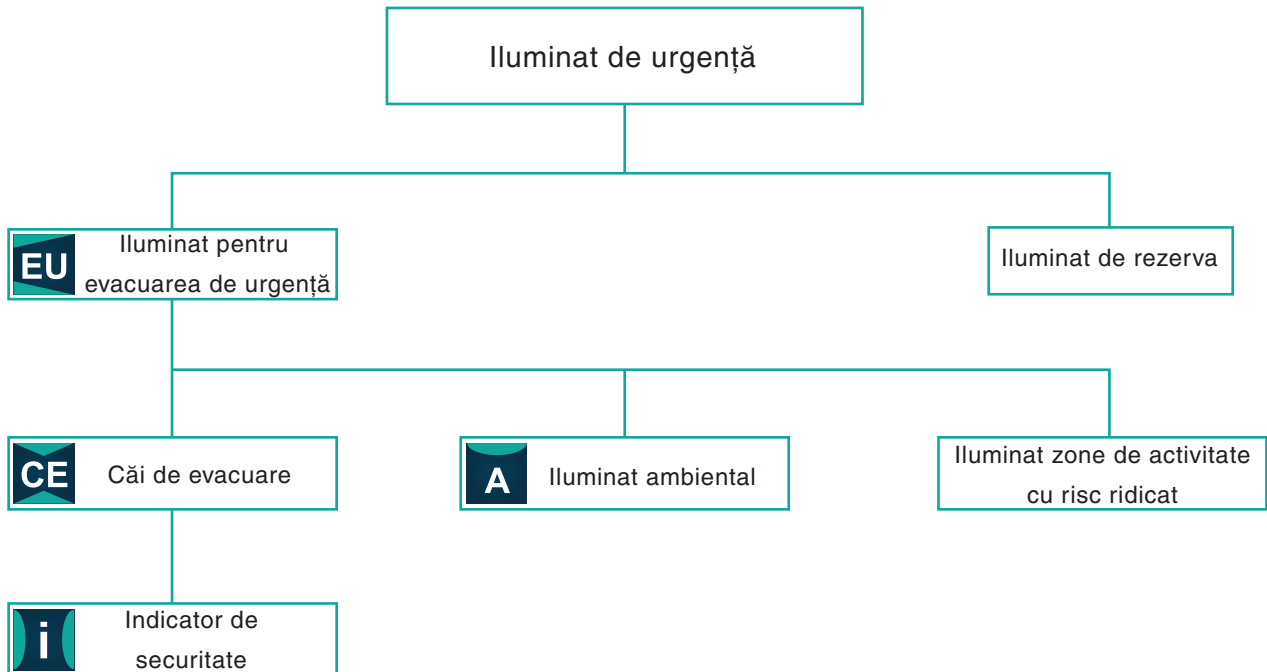 Iluminat de urgență
EU
Iluminat pentru
evacuarea de urgență
Iluminat de rezerva
CE
Căi de evacuare
A
Iluminat ambiental
Iluminat zone de activitate
cu risc ridicat
i
Indicator de
securitate